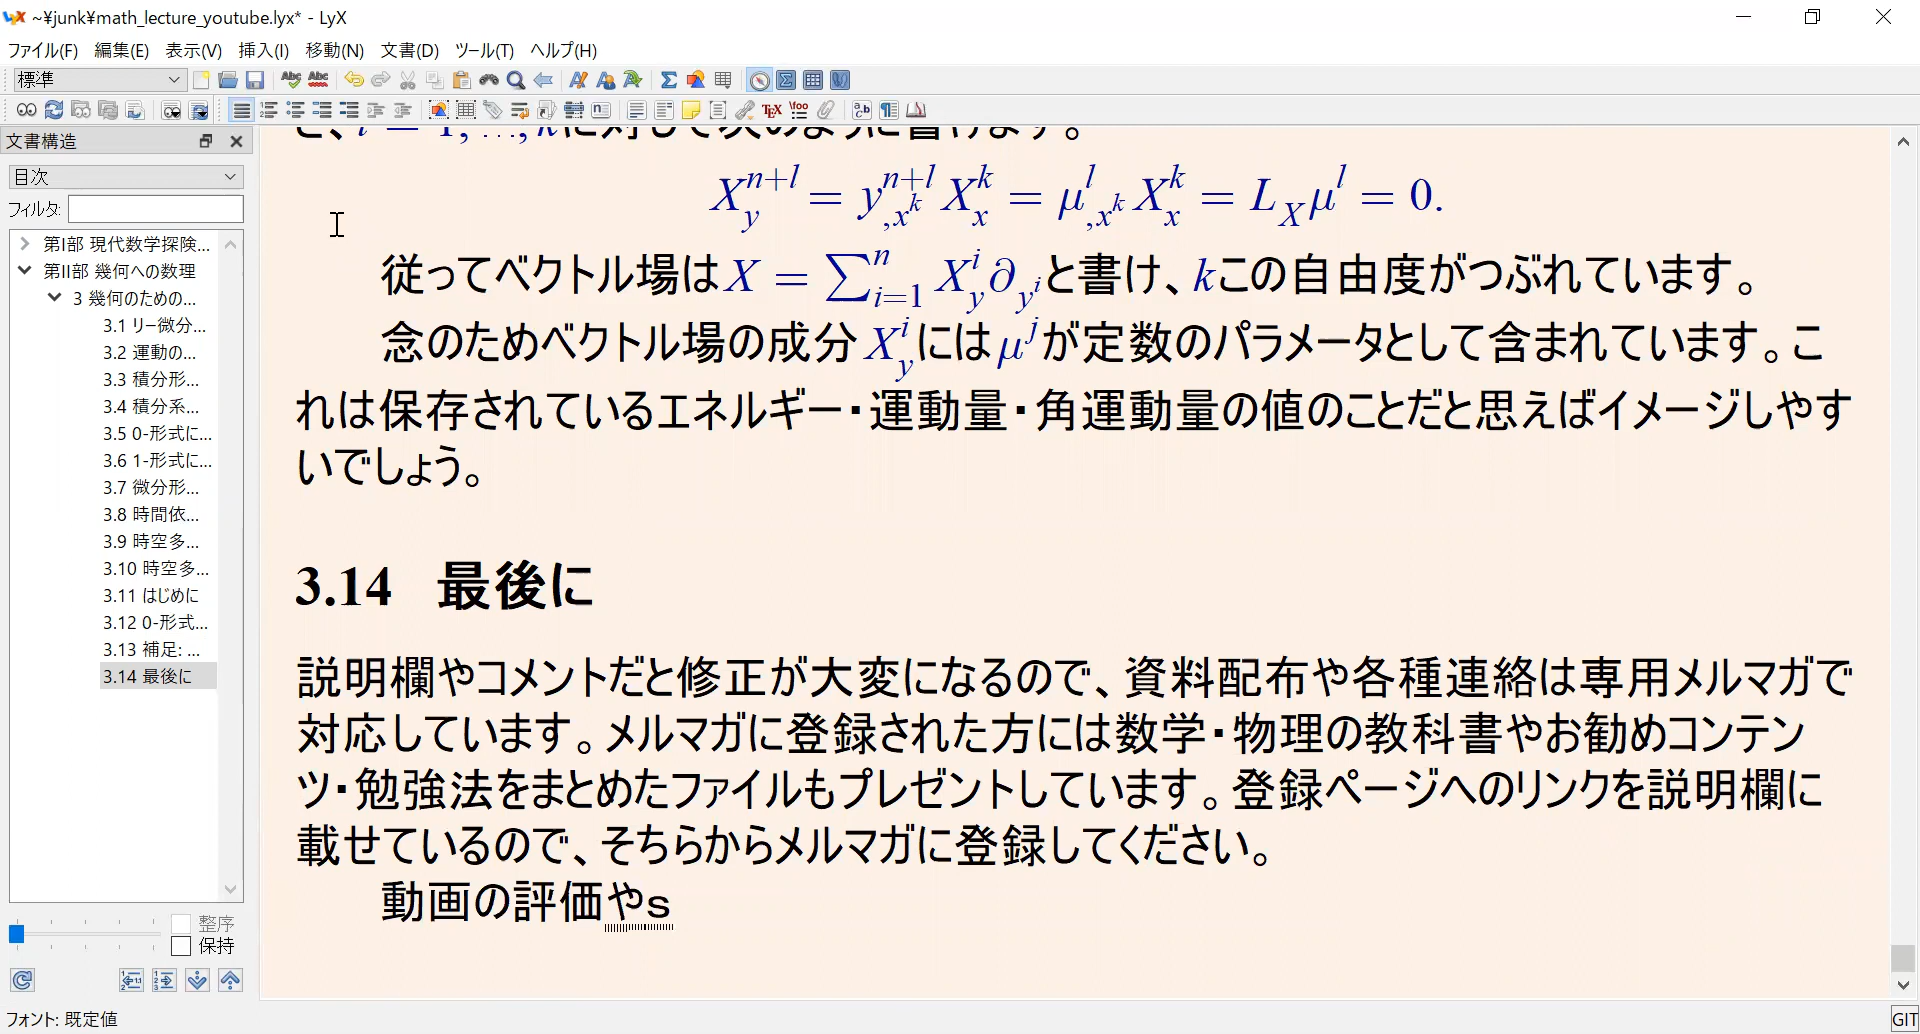 ~¥junk¥math_lecture_youtube.lyx* - LyX
ファイル(F) 編集(E) 表示(V) 挿入(I) 移動(N) 文書(D) ツール(T) ヘルプ(H)
標準
文書構造
目次
フィルタ:
第I部 現代数学探険...
第II部 幾何への数理
3 幾何のための...
3.1 リー微分...
3.2 運動の...
3.3 積分形...
3.4 積分系...
3.5 0-形式に...
3.6 1-形式に...
3.7 微分形...
3.8 時間依...
3.9 時空多...
3.10 時空多...
3.11 はじめに
3.12 0-形式...
3.13 補足: ...
3.14 最後に
整序
保持
と、l = 1, ..., kに対して次のように書けます。
X_y^{n+l} = y_{,x^k}^{n+l} X_x^k = μ_{,x^k}^l X_x^k = L_X μ^l = 0.
従ってベクトル場はX = ∑_{i=1}^n X_y^i ∂_{y^i}と書け、kこの自由度がつぶれています。
念のためベクトル場の成分X_y^iにはμ^jが定数のパラメータとして含まれています。こ
れは保存されているエネルギー・運動量・角運動量の値のことだと思えばイメージしやす
いでしょう。
3.14 最後に
説明欄やコメントだと修正が大変になるので、資料配布や各種連絡は専用メルマガで
対応しています。メルマガに登録された方には数学・物理の教科書やお勧めコンテン
ツ・勉強法をまとめたファイルもプレゼントしています。登録ページへのリンクを説明欄に
載せているので、そちらからメルマガに登録してください。
動画の評価やs
フォント: 既定値
GIT